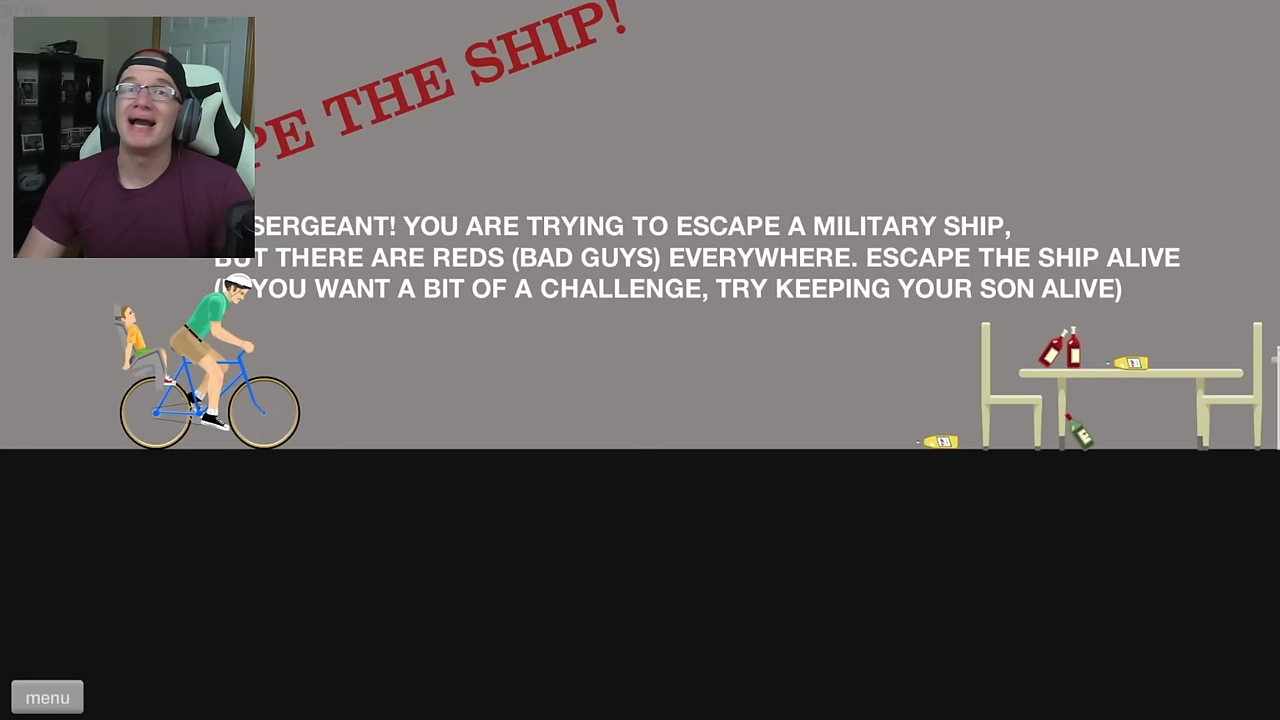 PE THE SHIP!
SERGEANT! YOU ARE TRYING TO ESCAPE A MILITARY SHIP,
BUT THERE ARE REDS (BAD GUYS) EVERYWHERE. ESCAPE THE SHIP ALIVE
( YOU WANT A BIT OF A CHALLENGE, TRY KEEPING YOUR SON ALIVE)
menu